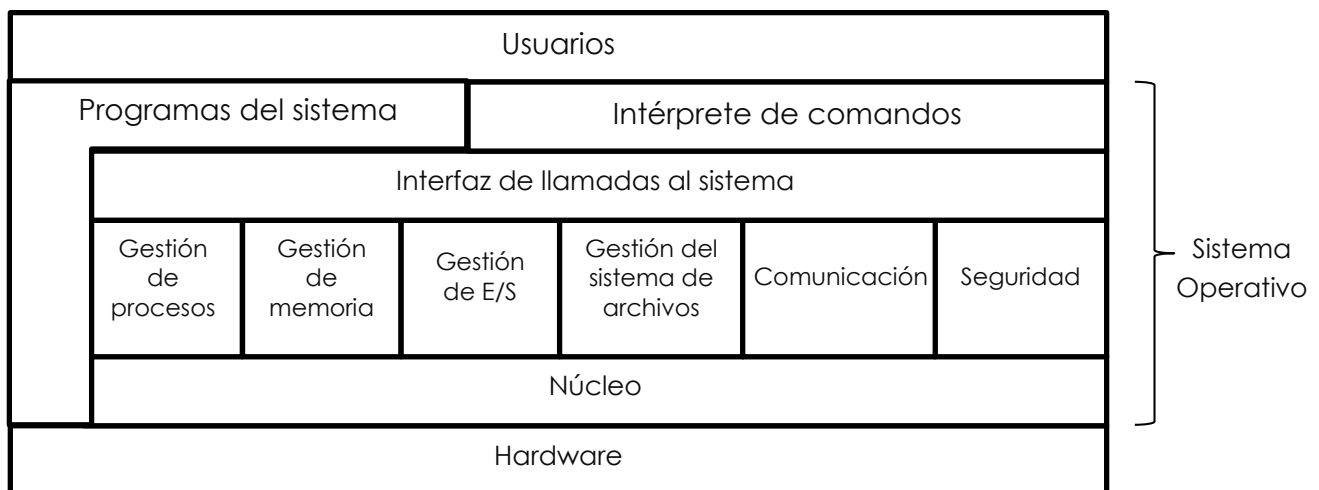 Usuarios
Programas del sistema
Intérprete de comandos
Interfaz de llamadas al sistema
Gestión
de
procesos
Gestión
de
memoria
Gestión
de E/S
Gestión del
sistema de
archivos
Comunicación
Seguridad
Sistema
Operativo
Núcleo
Hardware